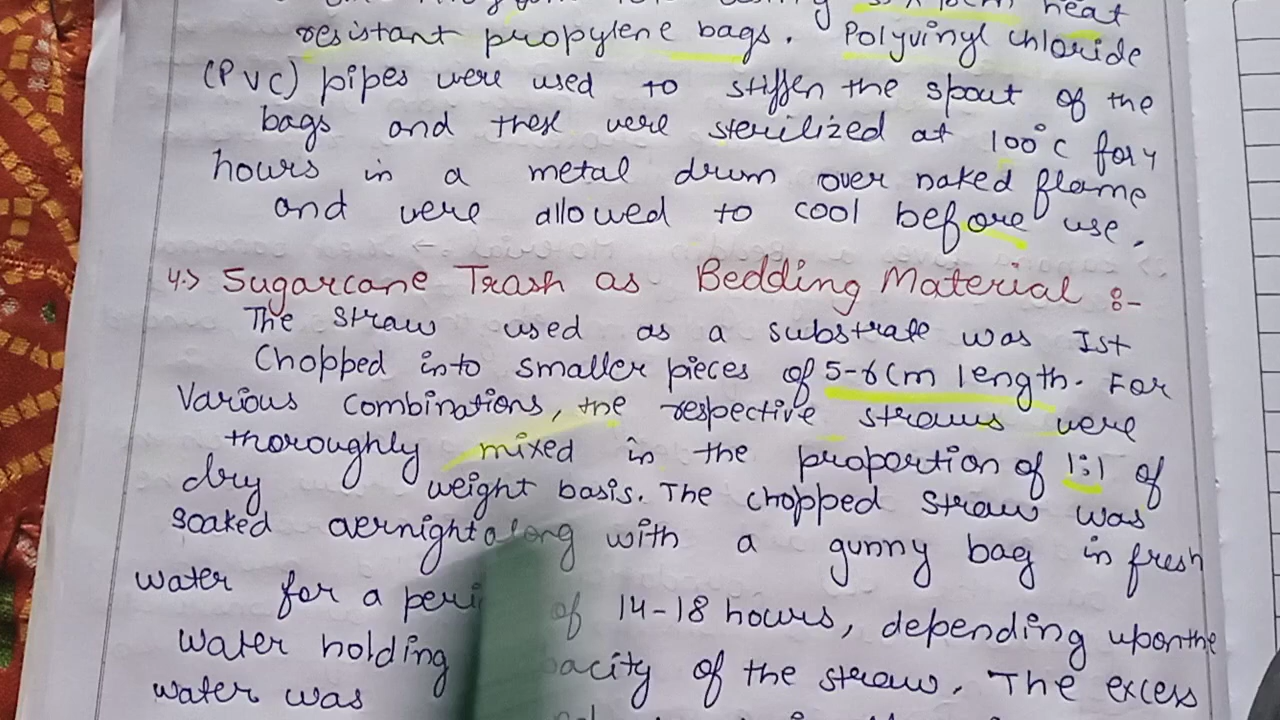 heat
resistant propylene bags. Polyvinyl chloride
(PVC) pipes were used to stiffen the spout of the
bags and these were sterilized at 100°C for 4
hours in a metal drum over naked flame
and were allowed to cool before use.
4.> Sugarcane Trash as Bedding Material :-
The straw used as a substrate was Ist
Chopped into smaller pieces of 5-6cm length. For
Various combinations, the respective straws were
thoroughly mixed in the proportion of 1:1 of
dry weight basis. The chopped straw was
soaked overnight along with a gunny bag in fresh
water for a of 14-18 hours, depending upon the
water holding of the straw. The excess
water was